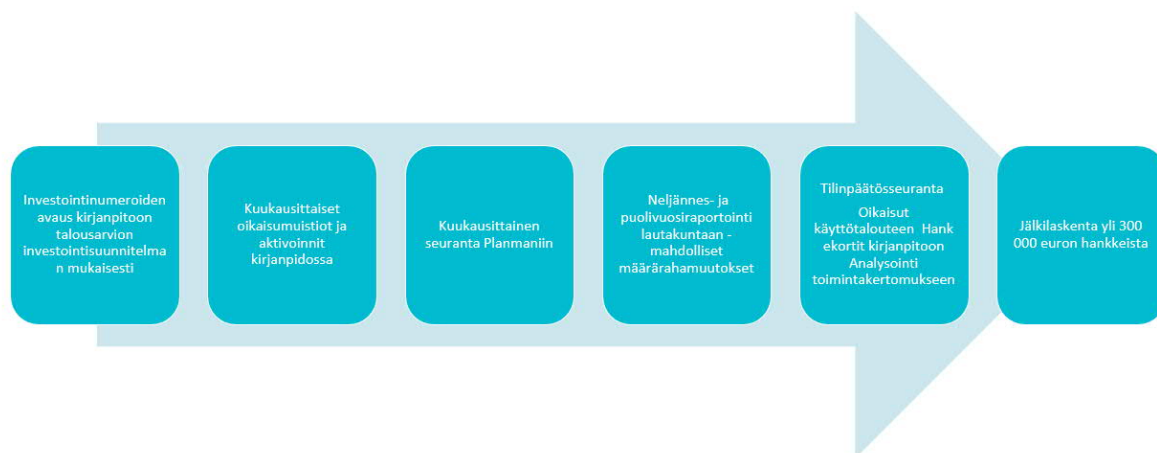 Investointinumeroiden
avaus kirjanpitoon
talousarvion
investointisuunnitelma
n mukaisesti
Kuukausittaiset
oikaisumuistiot ja
aktivoinnit
kirjanpidossa
Kuukausittainen
seuranta Planmaniin
Neljännes- ja
puolivuosiraportointi
lautakuntaan -
mahdolliset
määrärahamuutokset
Tilinpäätösseuranta
Oikaisut
käyttötalouteen Hank
ekortit kirjanpitoon
Analysointi
toimintakertomukseen
Jälkilaskenta yli 300
000 euron hankkeista